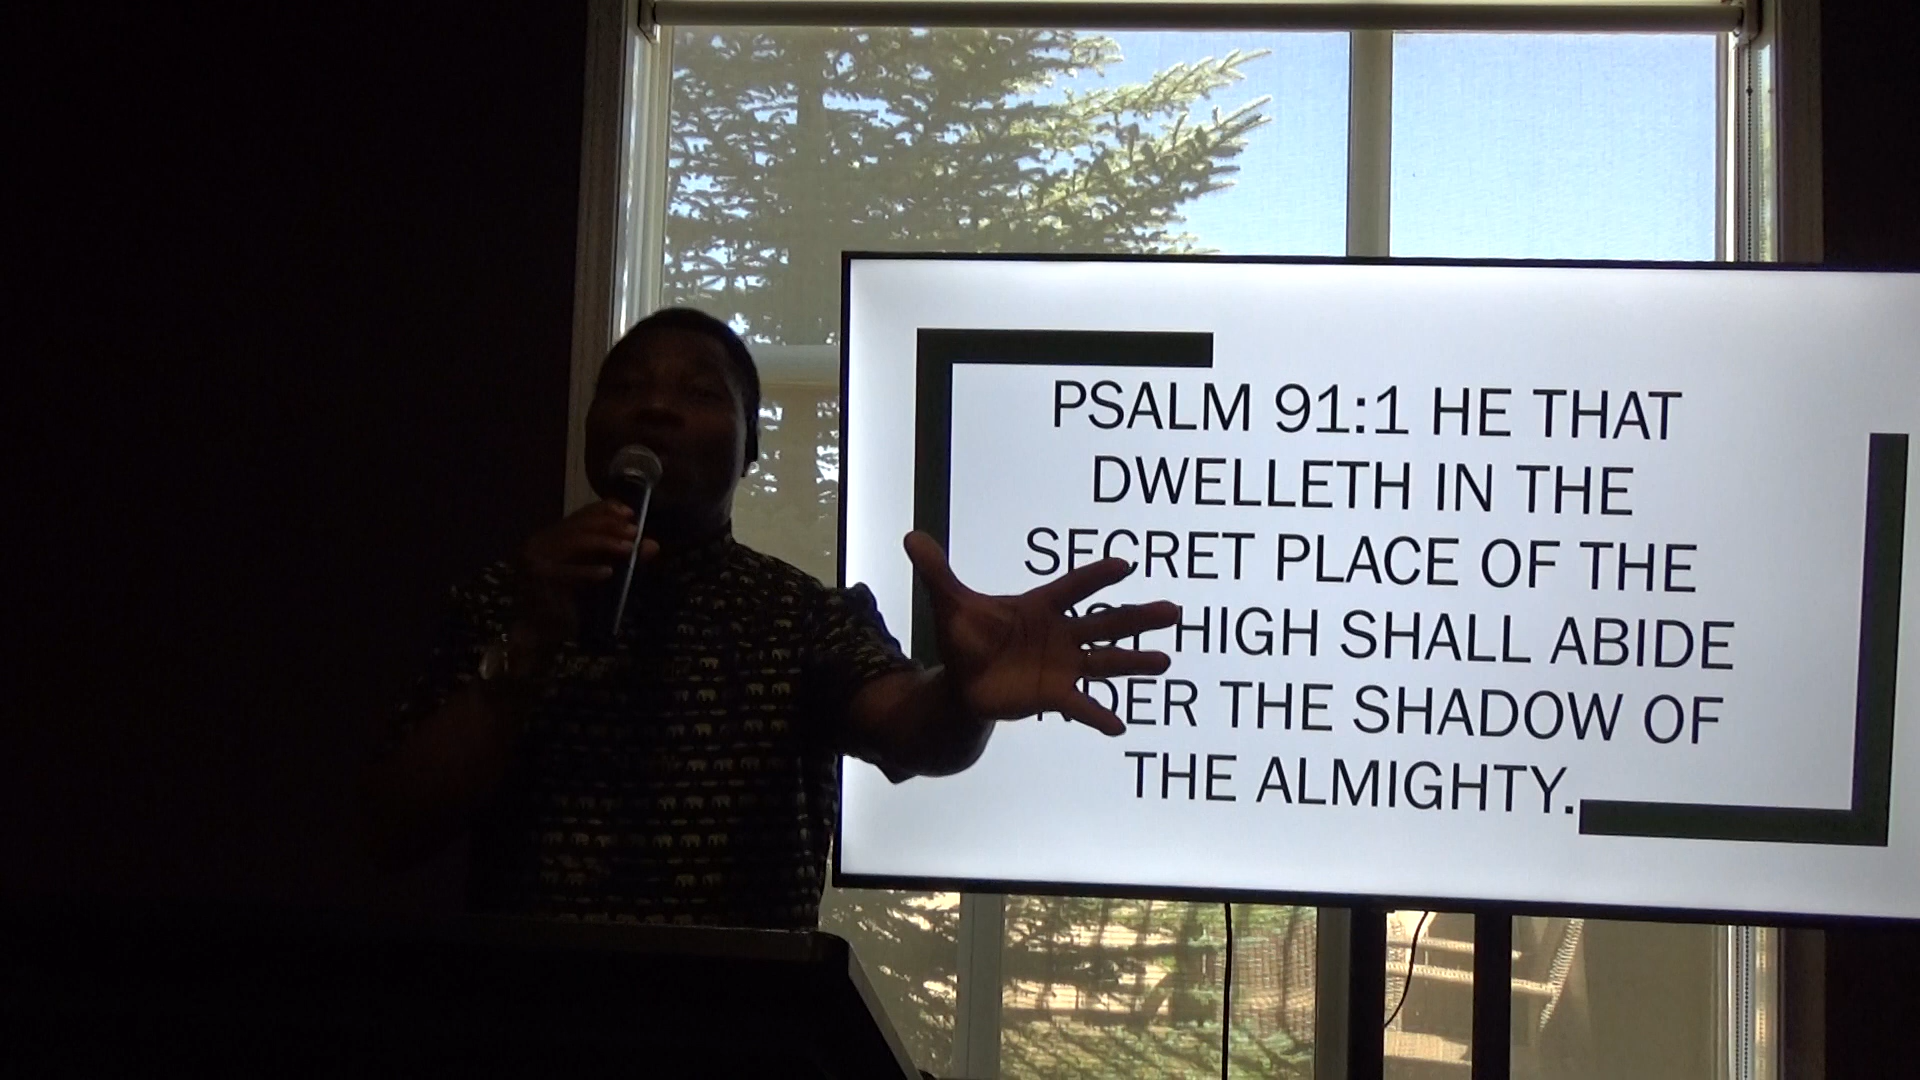 PSALM 91:1 HE THAT
DWELLETH IN THE
SECRET PLACE OF THE
HIGH SHALL ABIDE
THE SHADOW OF
THE ALMIGHTY.